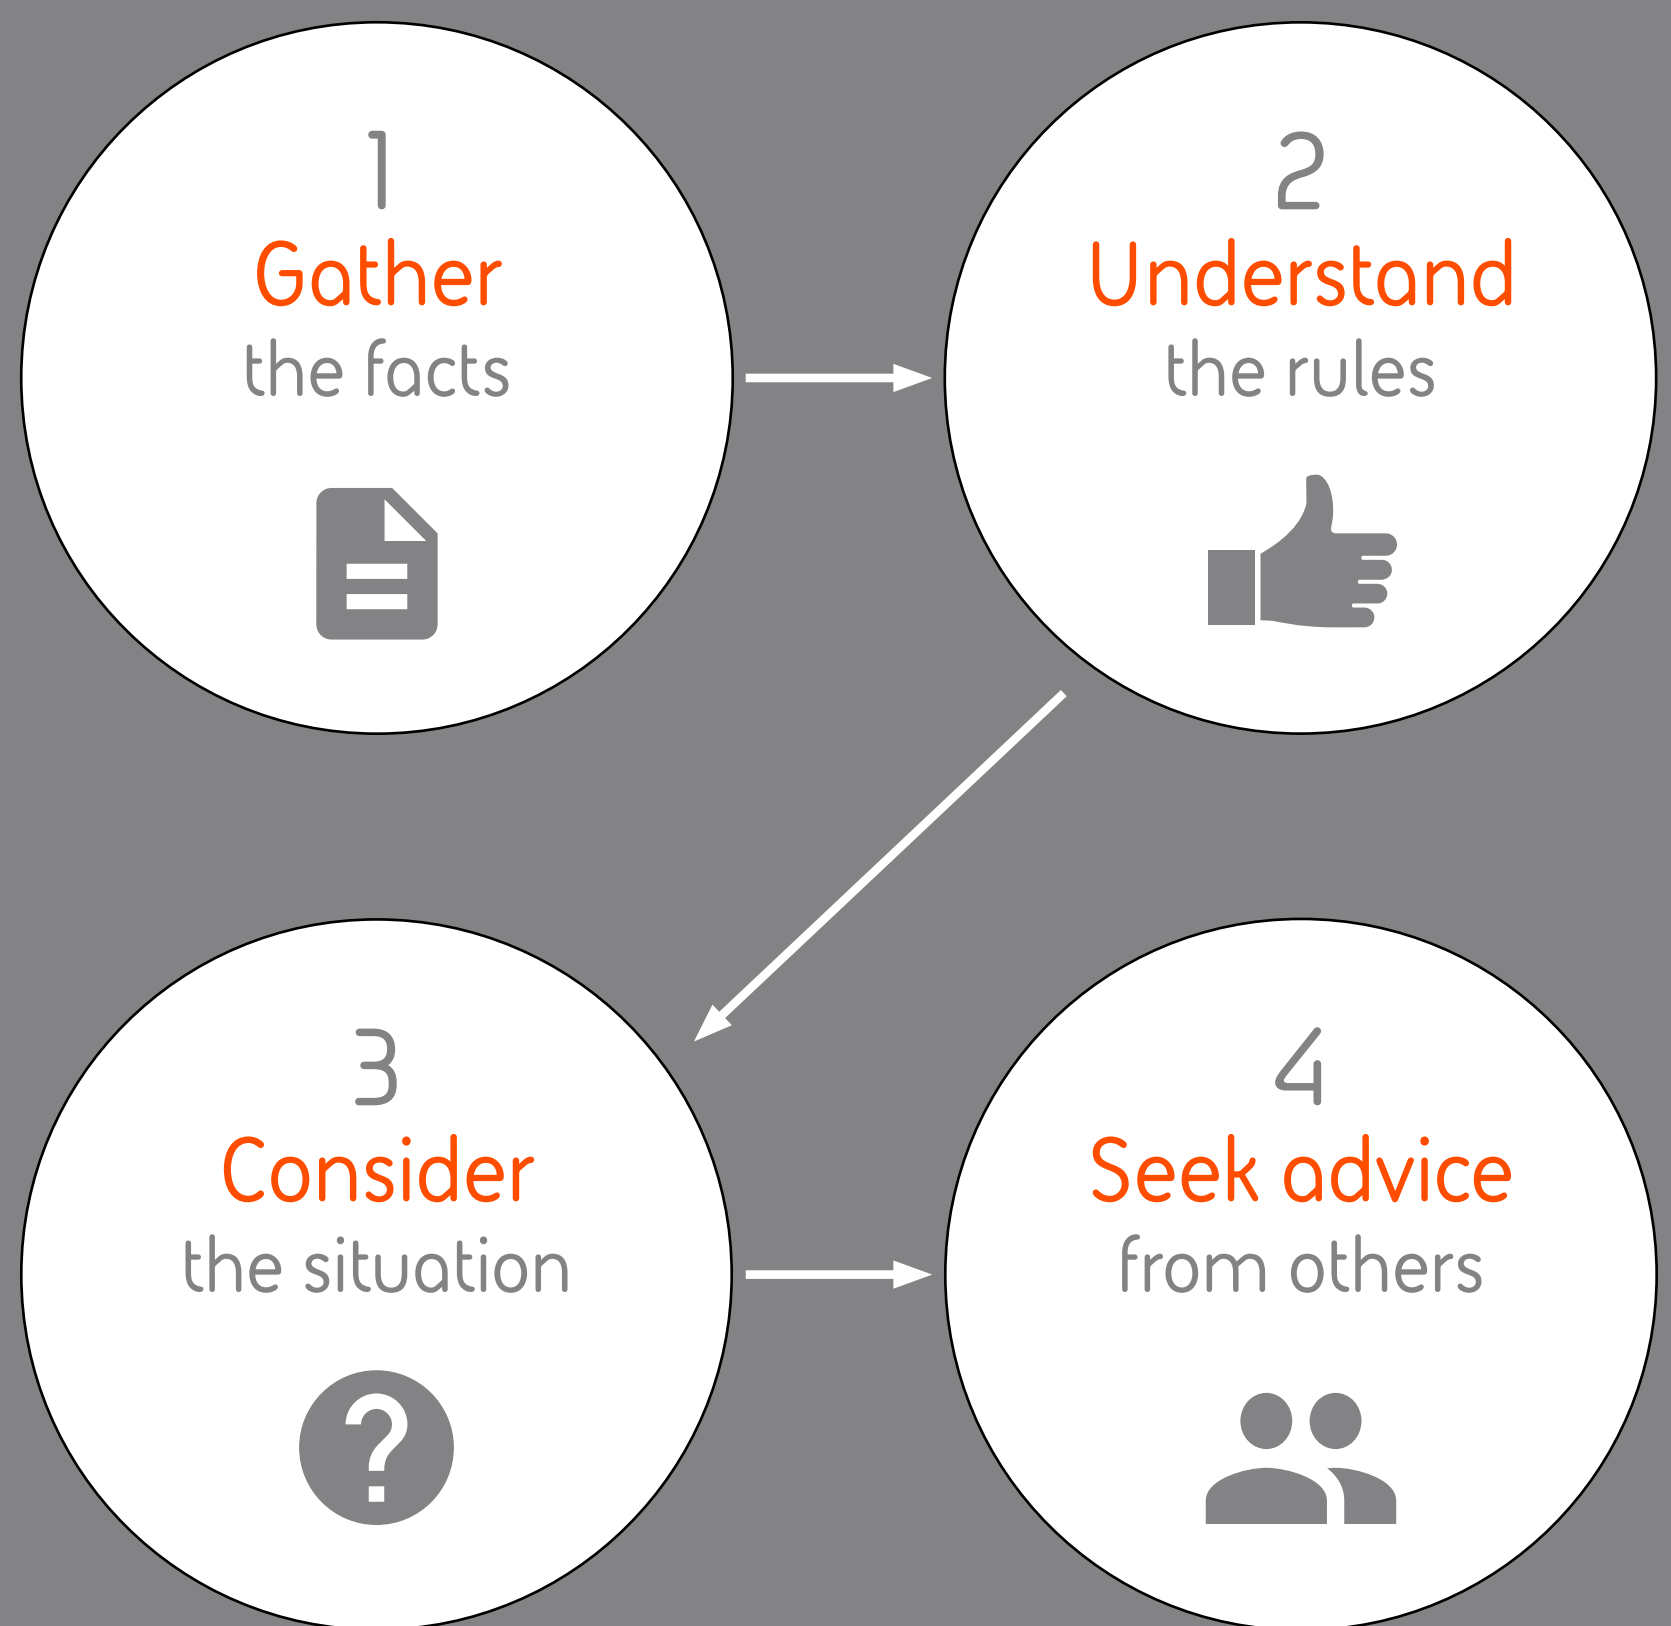 1
Gather
the facts
2
Understand
the rules
3
Consider
the situation
4
Seek advice
from others